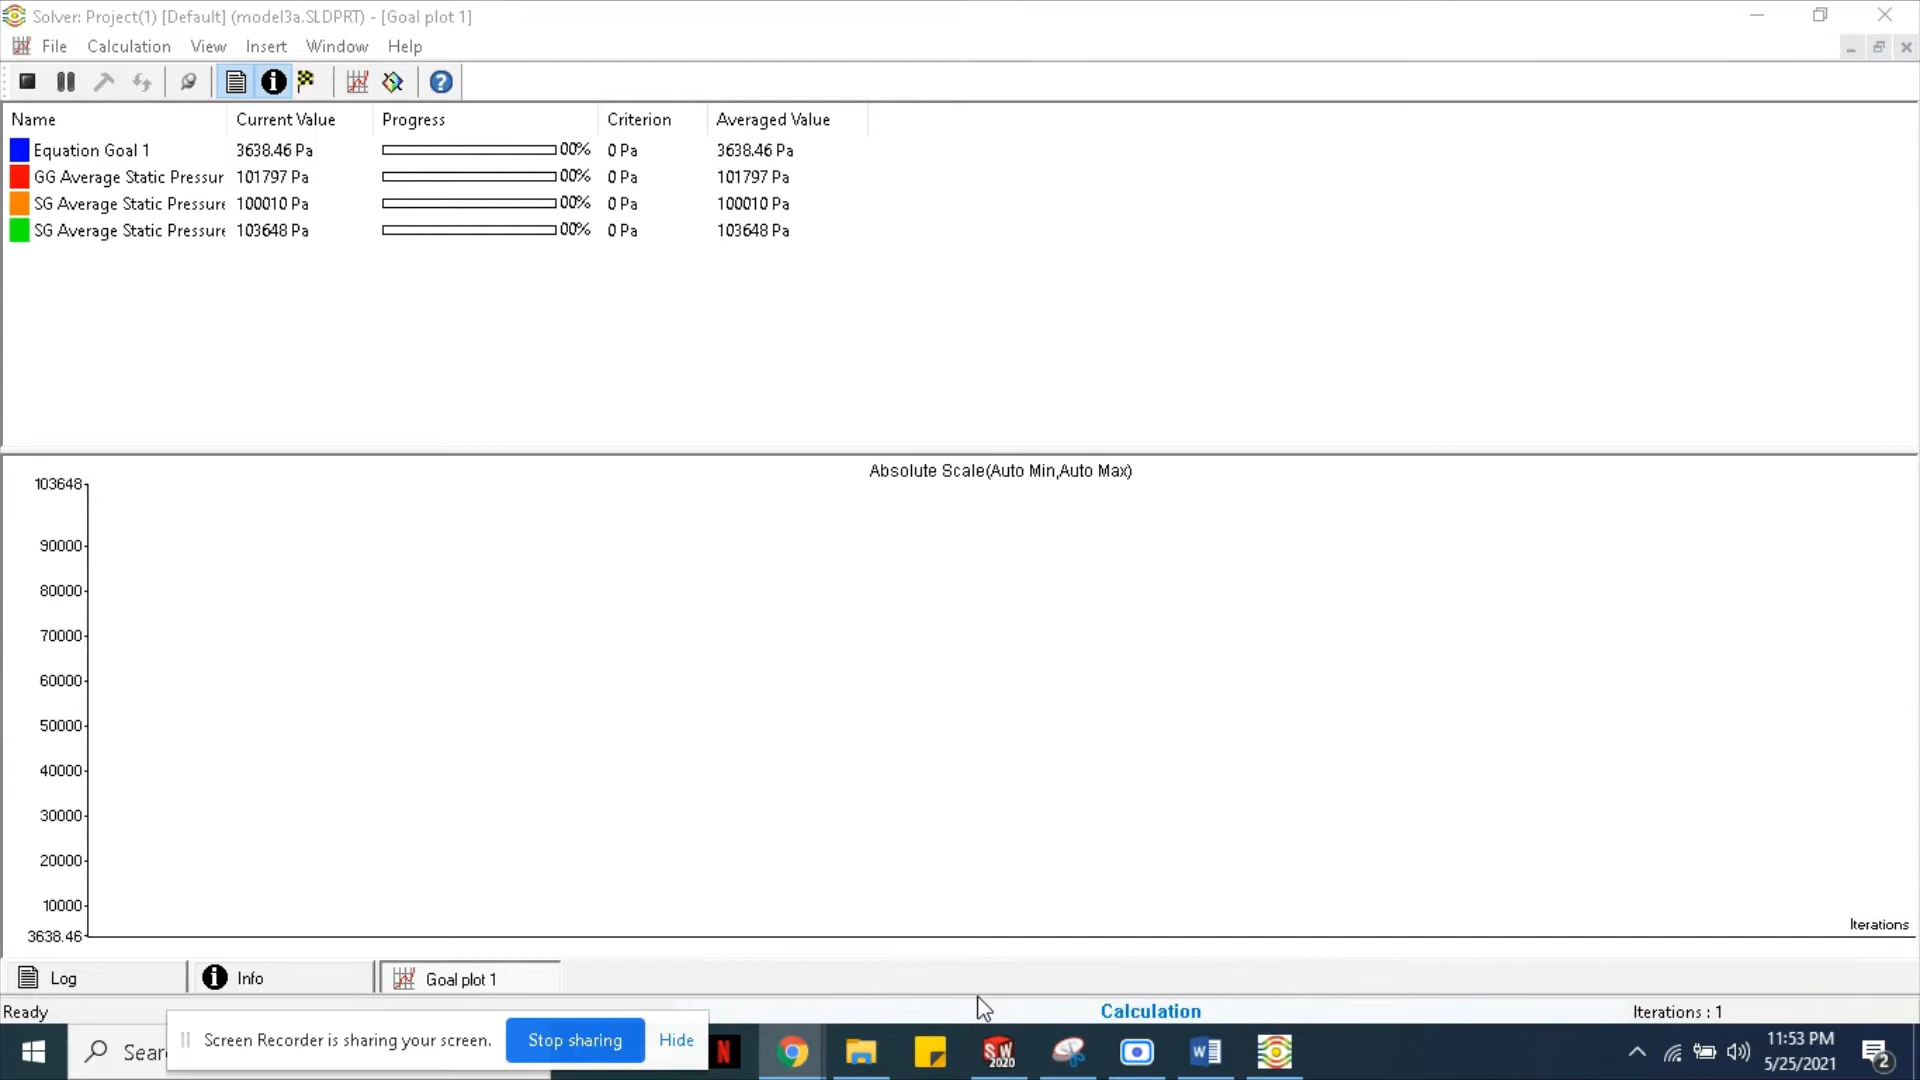 Solver: Project(1) [Default] (model3a.SLDPRT) - [Goal plot 1]
File Calculation View Insert Window Help
Name Current Value Progress Criterion Averaged Value
Equation Goal 1 3638.46 Pa 00% 0 Pa 3638.46 Pa
GG Average Static Pressur 101797 Pa 00% 0 Pa 101797 Pa
SG Average Static Pressure 100010 Pa 00% 0 Pa 100010 Pa
SG Average Static Pressure 103648 Pa 00% 0 Pa 103648 Pa
Absolute Scale(Auto Min,Auto Max)
103648
90000
80000
70000
60000
50000
40000
30000
20000
10000
3638.46
Iterations
Log Info Goal plot 1
Ready Calculation Iterations : 1
Sear Screen Recorder is sharing your screen. Stop sharing Hide N SW 2020 W 11:53 PM
5/25/2021 2